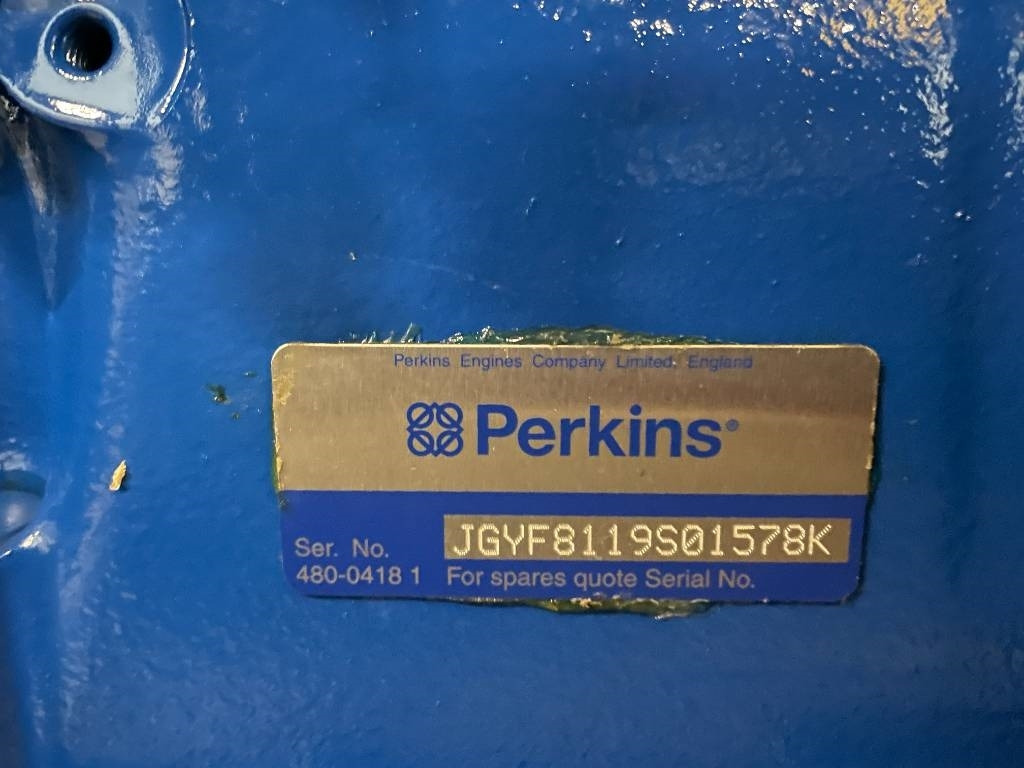 Perkins Engines Company Limited, England
Perkins®
Ser. No. JGYF8119S01578K
480-0418 1 For spares quote Serial No.